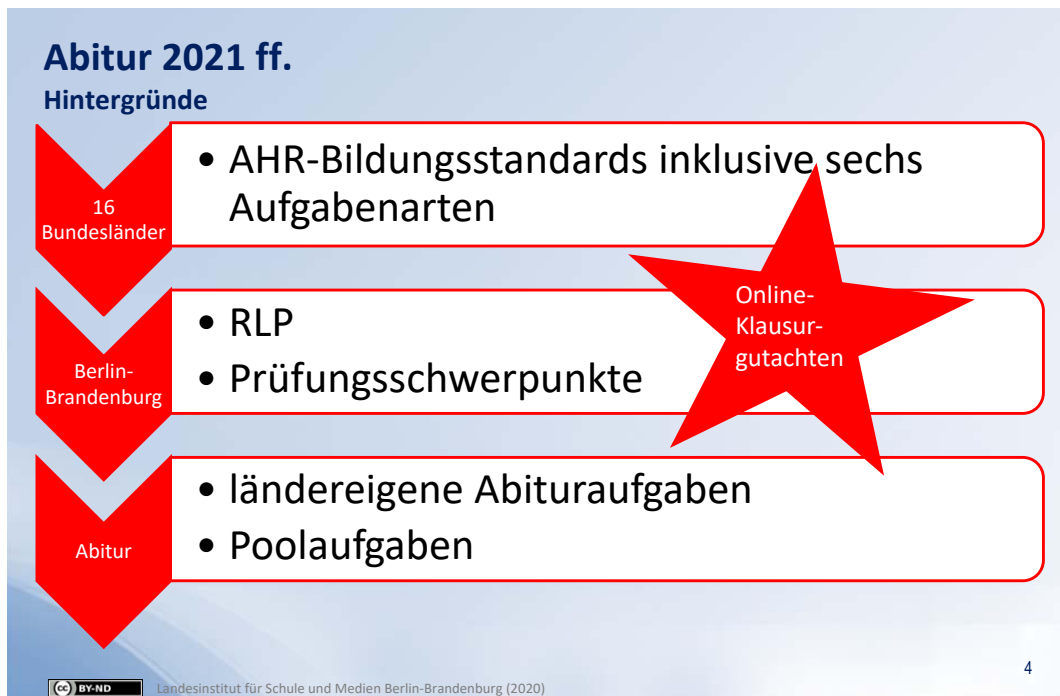 Abitur 2021 ff.
Hintergründe
16
Bundesländer
• AHR-Bildungsstandards inklusive sechs
Aufgabenarten
Berlin-
Brandenburg
• RLP
• Prüfungsschwerpunkte
Online-
Klausur-
gutachten
Abitur
• ländereigene Abituraufgaben
• Poolaufgaben
4
cc BY-ND
Landesinstitut für Schule und Medien Berlin-Brandenburg (2020)